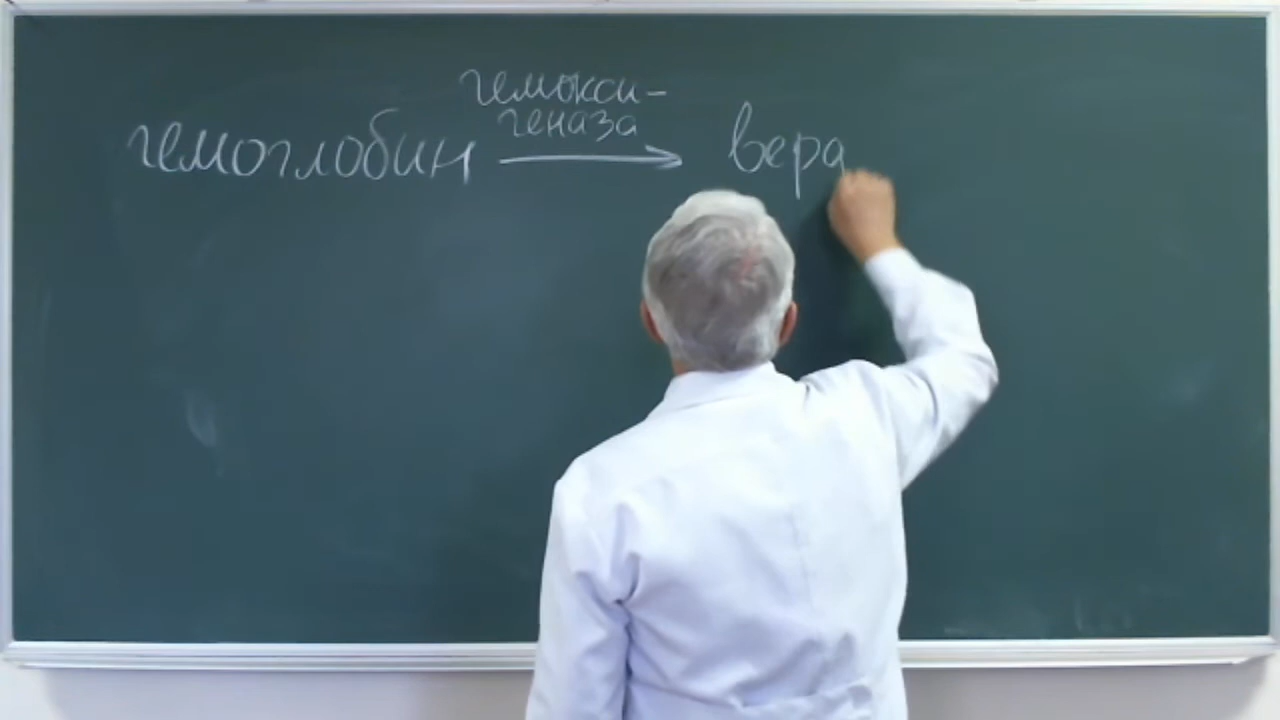 гемокси-
геназа
гемоглобин → вера